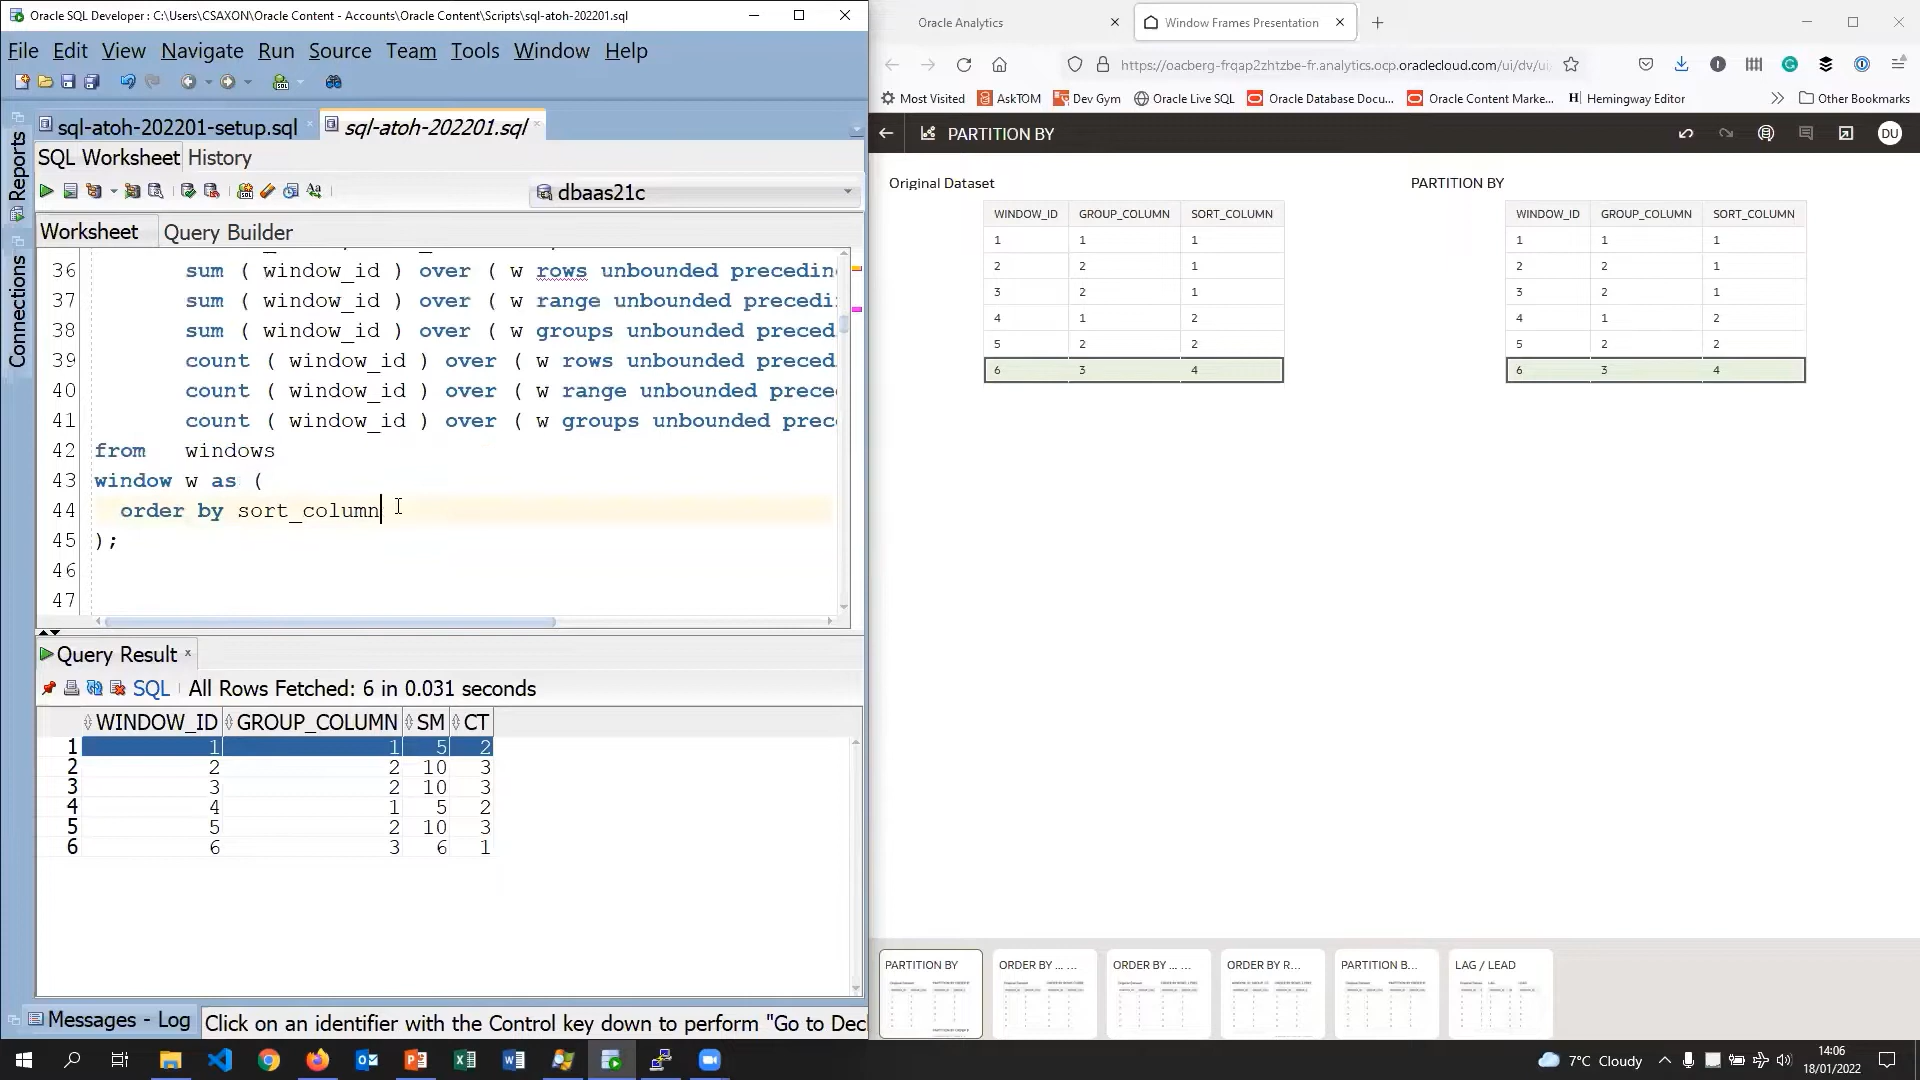 Oracle SQL Developer : C:\Users\CSAXON\Oracle Content - Accounts\Oracle Content\Scripts\sql-atoh-202201.sql
File Edit View Navigate Run Source Team Tools Window Help
sql-atoh-202201-setup.sql
sql-atoh-202201.sql
SQL Worksheet History
dbaas21c
Worksheet Query Builder
Reports
Connections
36 sum ( window_id ) over ( w rows unbounded preceding
37 sum ( window_id ) over ( w range unbounded precedi
38 sum ( window_id ) over ( w groups unbounded preced
39 count ( window_id ) over ( w rows unbounded preced
40 count ( window_id ) over ( w range unbounded prece
41 count ( window_id ) over ( w groups unbounded prec
42 from windows
43 window w as (
44 order by sort_column
45 );
46
47
Query Result
SQL All Rows Fetched: 6 in 0.031 seconds
WINDOW_ID GROUP_COLUMN SM CT
1 1 1 5 2
2 2 2 10 3
3 3 2 10 3
4 4 1 5 2
5 5 2 10 3
6 6 3 6 1
Messages - Log
Click on an identifier with the Control key down to perform "Go to Decl
Oracle Analytics
Window Frames Presentation
https://oacberg-frqap2zhtzbe-fr.analytics.ocp.oraclecloud.com/ui/dv/ui
Most Visited AskTOM Dev Gym Oracle Live SQL Oracle Database Docu... Oracle Content Marke... Hemingway Editor Other Bookmarks
PARTITION BY
DU
Original Dataset
WINDOW_ID GROUP_COLUMN SORT_COLUMN
1 1 1
2 2 1
3 2 1
4 1 2
5 2 2
6 3 4
PARTITION BY
WINDOW_ID GROUP_COLUMN SORT_COLUMN
1 1 1
2 2 1
3 2 1
4 1 2
5 2 2
6 3 4
PARTITION BY
ORDER BY ... ...
ORDER BY ... ...
ORDER BY R...
PARTITION B...
LAG / LEAD
7°C Cloudy
14:06
18/01/2022